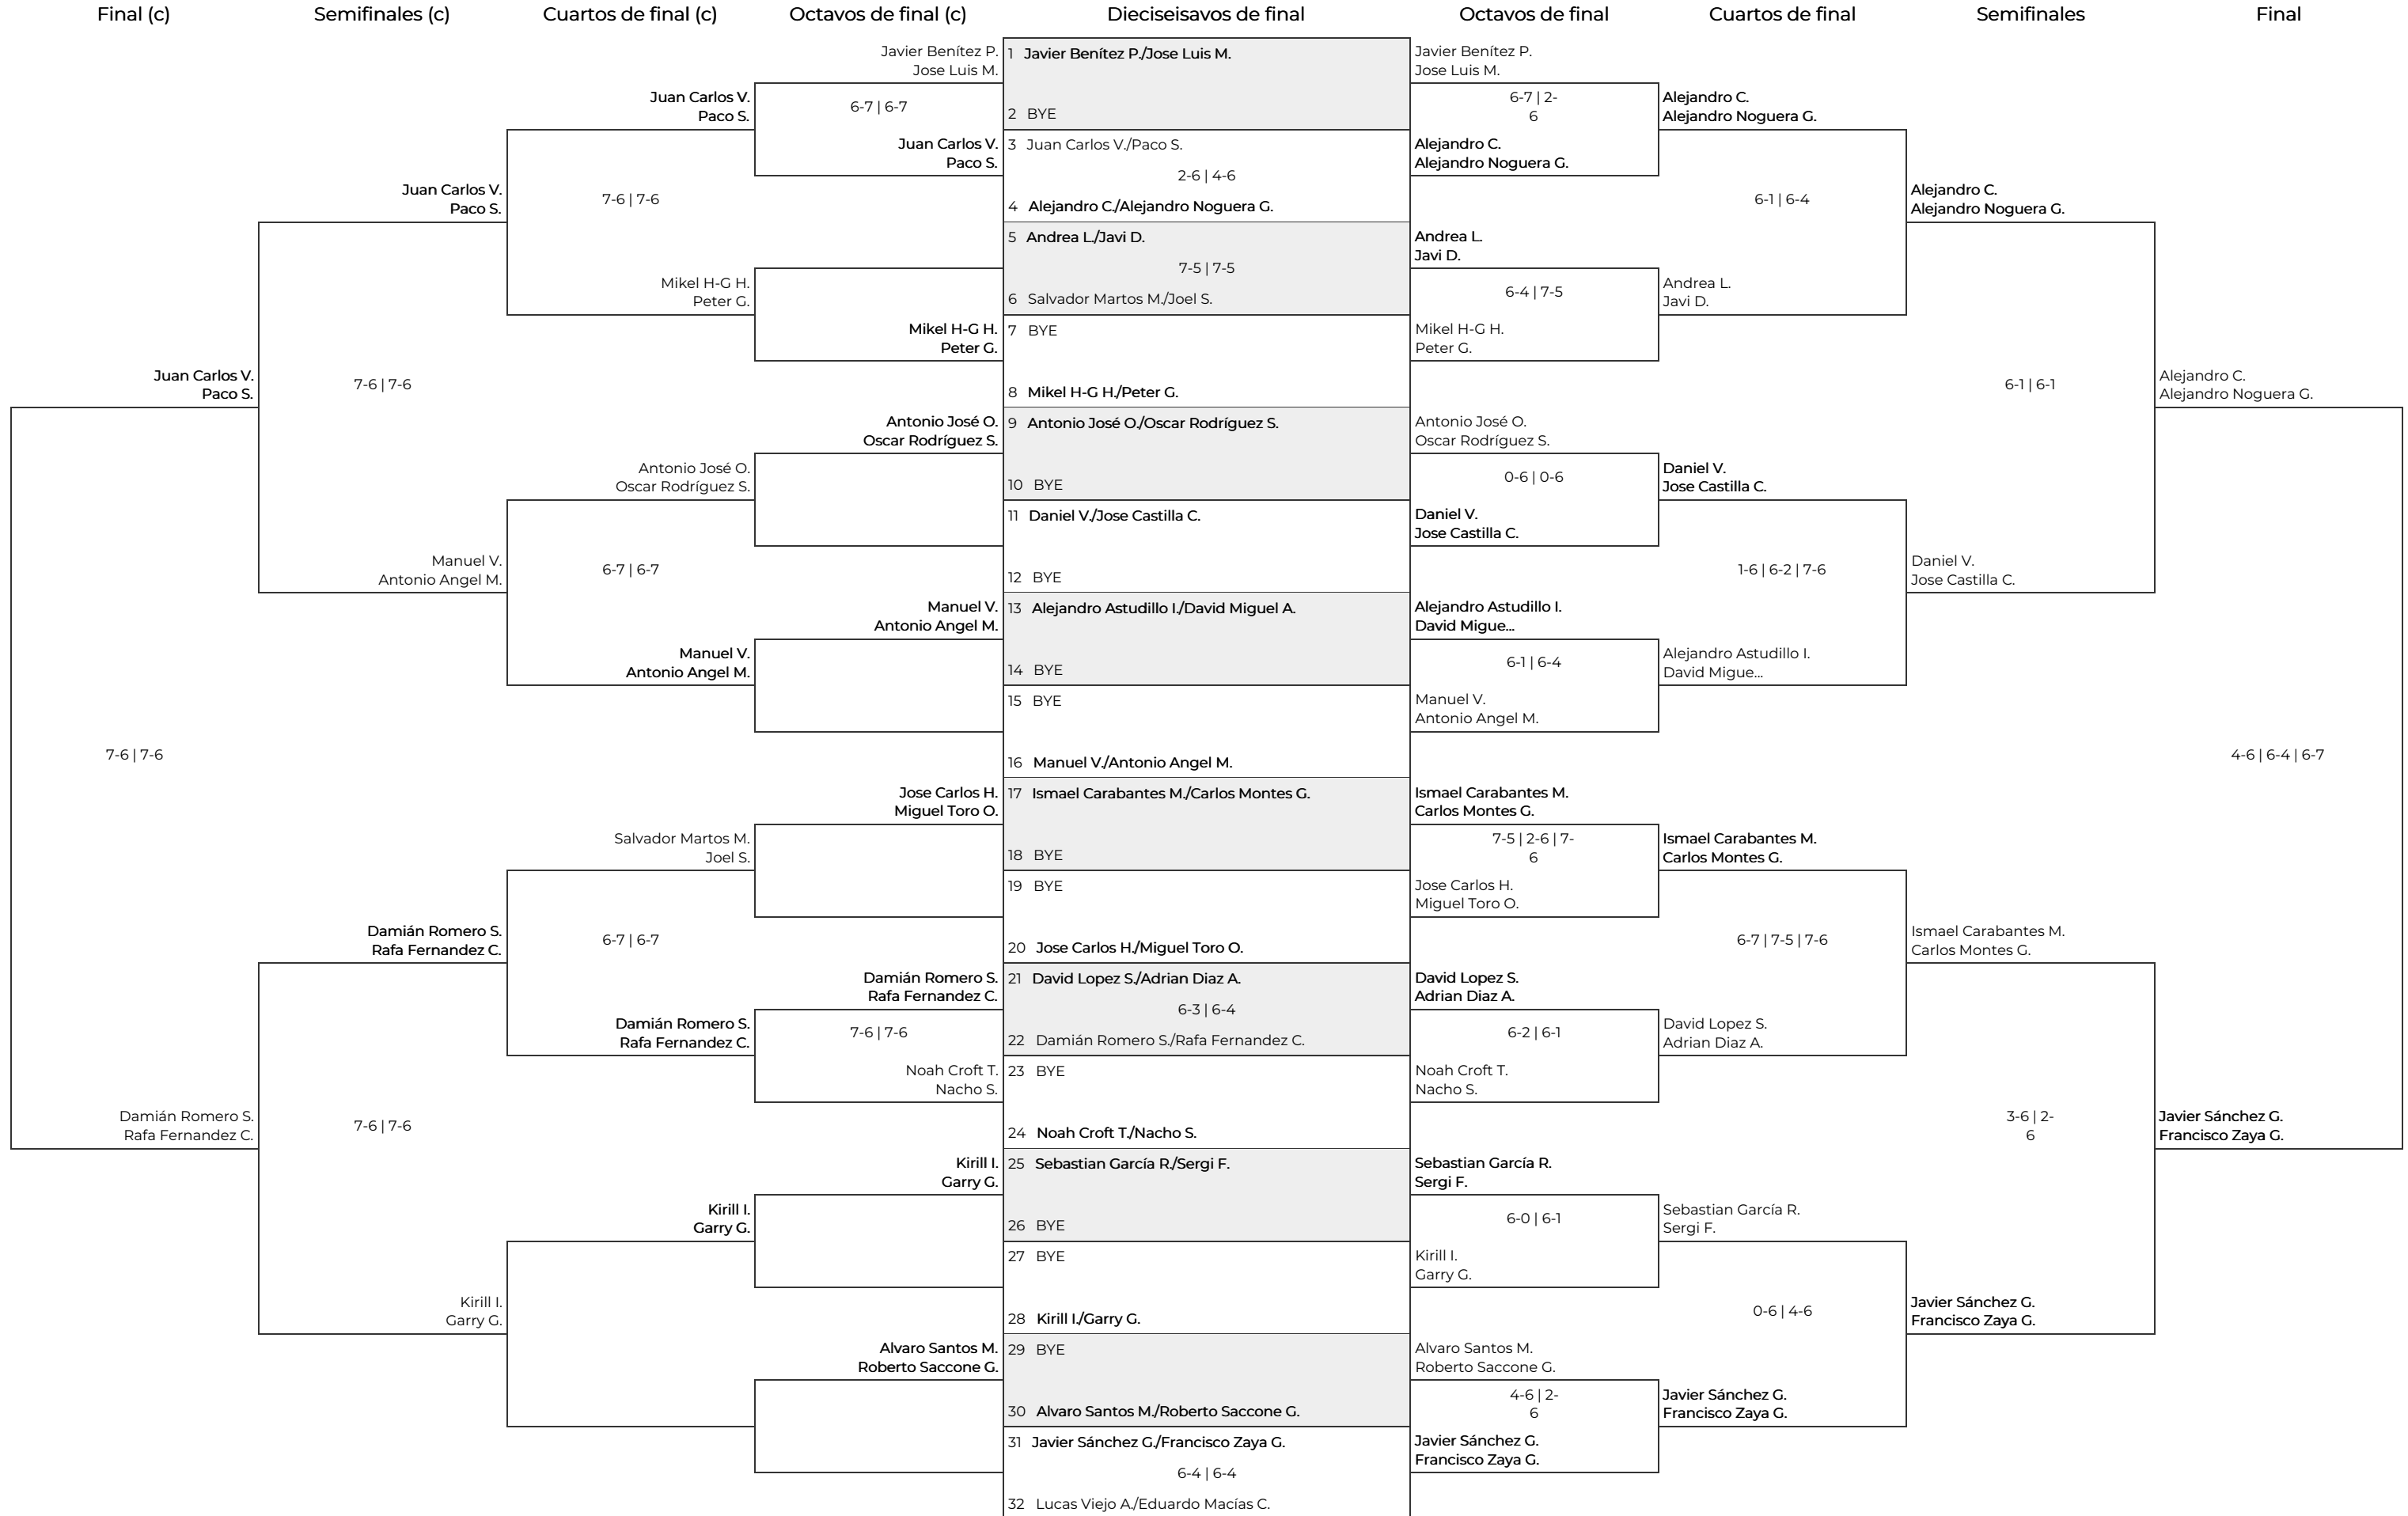 Final (c)
Semifinales (c)
Cuartos de final (c)
Octavos de final (c)
Dieciseisavos de final
Octavos de final
Cuartos de final
Semifinales
Final
Juan Carlos V.
Paco S.
7-6 | 7-6
Damián Romero S.
Rafa Fernandez C.
Juan Carlos V.
Paco S.
7-6 | 7-6
Manuel V.
Antonio Angel M.
Damián Romero S.
Rafa Fernandez C.
7-6 | 7-6
Kirill I.
Garry G.
Juan Carlos V.
Paco S.
7-6 | 7-6
Mikel H-G H.
Peter G.
Antonio José O.
Oscar Rodríguez S.
6-7 | 6-7
Manuel V.
Antonio Angel M.
Salvador Martos M.
Joel S.
6-7 | 6-7
Damián Romero S.
Rafa Fernandez C.
Kirill I.
Garry G.
Javier Benítez P.
Jose Luis M.
6-7 | 6-7
Juan Carlos V.
Paco S.
Mikel H-G H.
Peter G.
Antonio José O.
Oscar Rodríguez S.
Manuel V.
Antonio Angel M.
Jose Carlos H.
Miguel Toro O.
Damián Romero S.
Rafa Fernandez C.
7-6 | 7-6
Noah Croft T.
Nacho S.
Kirill I.
Garry G.
Alvaro Santos M.
Roberto Saccone G.
1 Javier Benítez P./Jose Luis M.
2 BYE
3 Juan Carlos V./Paco S.
2-6 | 4-6
4 Alejandro C./Alejandro Noguera G.
5 Andrea L./Javi D.
7-5 | 7-5
6 Salvador Martos M./Joel S.
7 BYE
8 Mikel H-G H./Peter G.
9 Antonio José O./Oscar Rodríguez S.
10 BYE
11 Daniel V./Jose Castilla C.
12 BYE
13 Alejandro Astudillo I./David Miguel A.
14 BYE
15 BYE
16 Manuel V./Antonio Angel M.
17 Ismael Carabantes M./Carlos Montes G.
18 BYE
19 BYE
20 Jose Carlos H./Miguel Toro O.
21 David Lopez S./Adrian Diaz A.
6-3 | 6-4
22 Damián Romero S./Rafa Fernandez C.
23 BYE
24 Noah Croft T./Nacho S.
25 Sebastian García R./Sergi F.
26 BYE
27 BYE
28 Kirill I./Garry G.
29 BYE
30 Alvaro Santos M./Roberto Saccone G.
31 Javier Sánchez G./Francisco Zaya G.
6-4 | 6-4
32 Lucas Viejo A./Eduardo Macías C.
Javier Benítez P.
Jose Luis M.
6-7 | 2-
6
Alejandro C.
Alejandro Noguera G.
Andrea L.
Javi D.
6-4 | 7-5
Mikel H-G H.
Peter G.
Antonio José O.
Oscar Rodríguez S.
0-6 | 0-6
Daniel V.
Jose Castilla C.
Alejandro Astudillo I.
David Migue...
6-1 | 6-4
Manuel V.
Antonio Angel M.
Ismael Carabantes M.
Carlos Montes G.
7-5 | 2-6 | 7-
6
Jose Carlos H.
Miguel Toro O.
David Lopez S.
Adrian Diaz A.
6-2 | 6-1
Noah Croft T.
Nacho S.
Sebastian García R.
Sergi F.
6-0 | 6-1
Kirill I.
Garry G.
Alvaro Santos M.
Roberto Saccone G.
4-6 | 2-
6
Javier Sánchez G.
Francisco Zaya G.
Alejandro C.
Alejandro Noguera G.
6-1 | 6-4
Andrea L.
Javi D.
Daniel V.
Jose Castilla C.
1-6 | 6-2 | 7-6
Alejandro Astudillo I.
David Migue...
Ismael Carabantes M.
Carlos Montes G.
6-7 | 7-5 | 7-6
David Lopez S.
Adrian Diaz A.
Sebastian García R.
Sergi F.
0-6 | 4-6
Javier Sánchez G.
Francisco Zaya G.
Alejandro C.
Alejandro Noguera G.
6-1 | 6-1
Daniel V.
Jose Castilla C.
Ismael Carabantes M.
Carlos Montes G.
3-6 | 2-
6
Javier Sánchez G.
Francisco Zaya G.
Alejandro C.
Alejandro Noguera G.
4-6 | 6-4 | 6-7
Javier Sánchez G.
Francisco Zaya G.